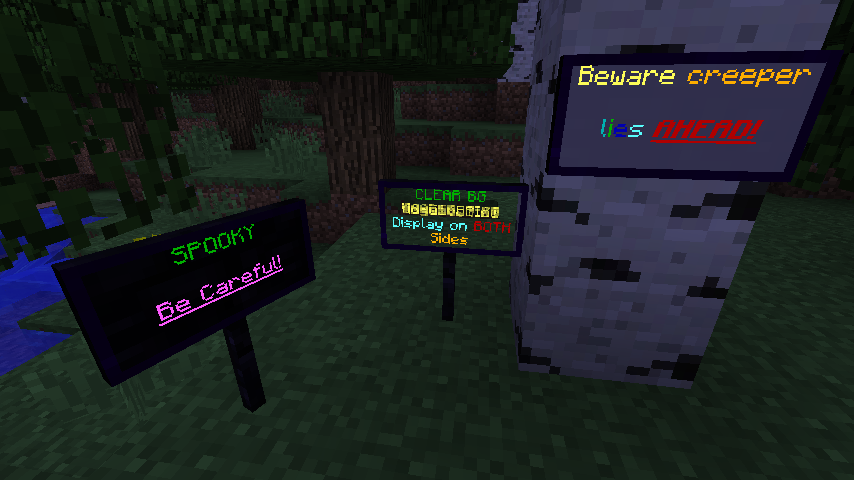 SPOOKY
Be Careful!
CLEAR BG
Display on BOTH
Sides
Beware creeper
lies AHEAD!